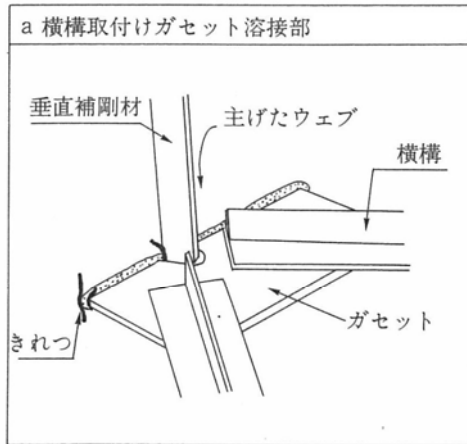 a 横構取付けガセット溶接部
垂直補剛材
主げたウェブ
横構
ガセット
きれつ